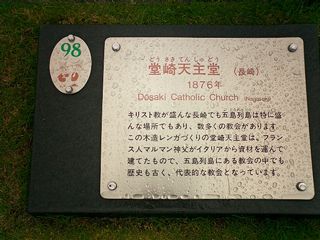 98
どう さき てん しゅ どう
堂崎天主堂 (長崎)
1876年
Dosaki Catholic Church (Nagasaki)
キリスト教が盛んな長崎でも五島列島は特に盛
んな場所でもあり、数多くの教会があります。
この木造レンガづくりの堂崎天主堂は、フラン
ス人マルマン神父がイタリアから資材を運んで
建てたもので、五島列島にある教会の中でも
歴史も古く、代表的な教会となっています。